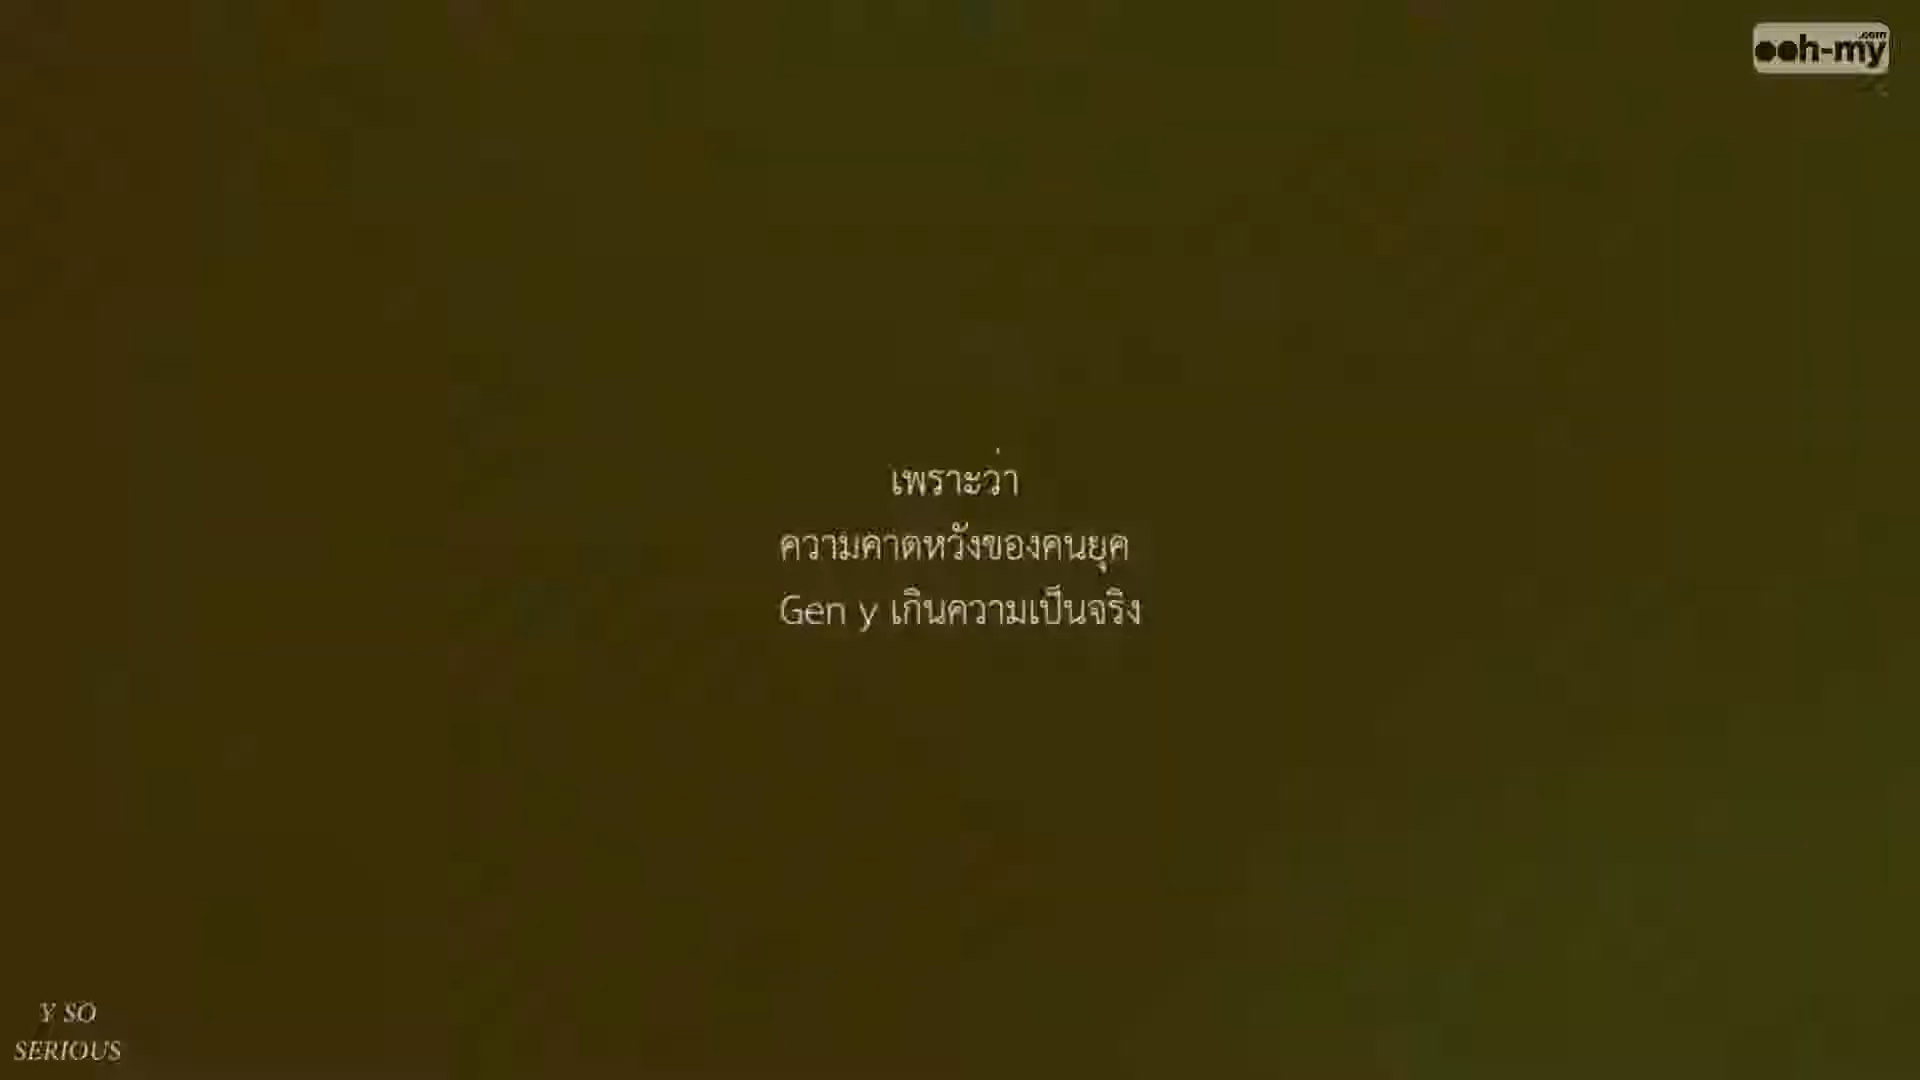 ooh-my.com
เพราะว่า
ความคาดหวังของคนยุค
Gen y เกินความเป็นจริง
Y SO
SERIOUS